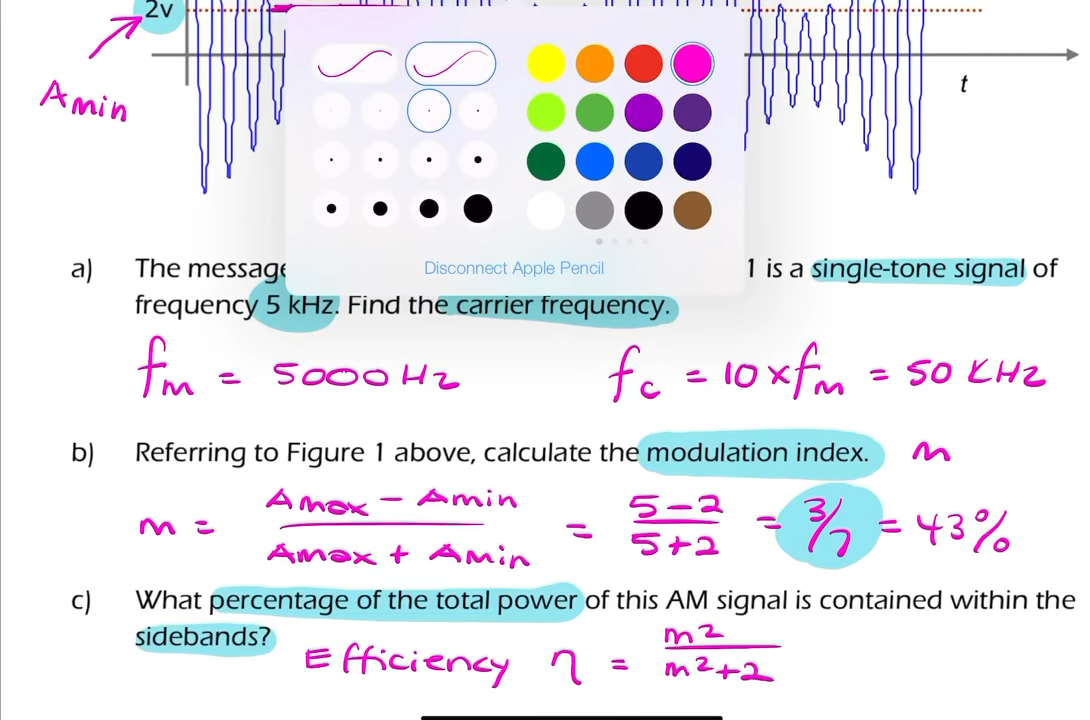 2v
A min
t
Disconnect Apple Pencil
a) The message 1 is a single-tone signal of
frequency 5 kHz. Find the carrier frequency.
fm = 5000 Hz fc = 10 x fm = 50 KHz
b) Referring to Figure 1 above, calculate the modulation index. m
m = Amax - Amin / Amax + Amin = 5-2 / 5+2 = 3/7 = 43%
c) What percentage of the total power of this AM signal is contained within the
sidebands?
Efficiency η = m2 / m2+2